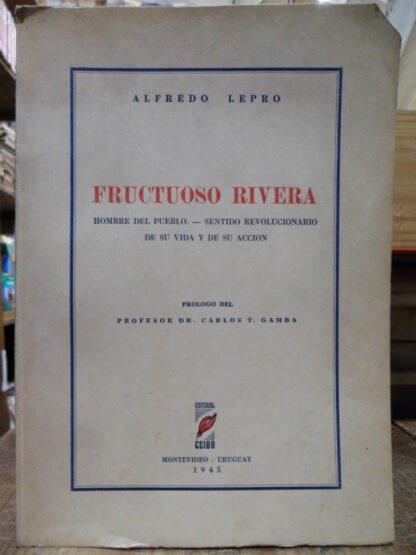 ALFREDO LEPRO
FRUCTUOSO RIVERA
HOMBRE DEL PUEBLO. — SENTIDO REVOLUCIONARIO
DE SU VIDA Y DE SU ACCION
PROLOGO DEL
PROFESOR DR. CARLOS T. GAMBA
EDITORIAL
CEIBO
MONTEVIDEO - URUGUAY
1945